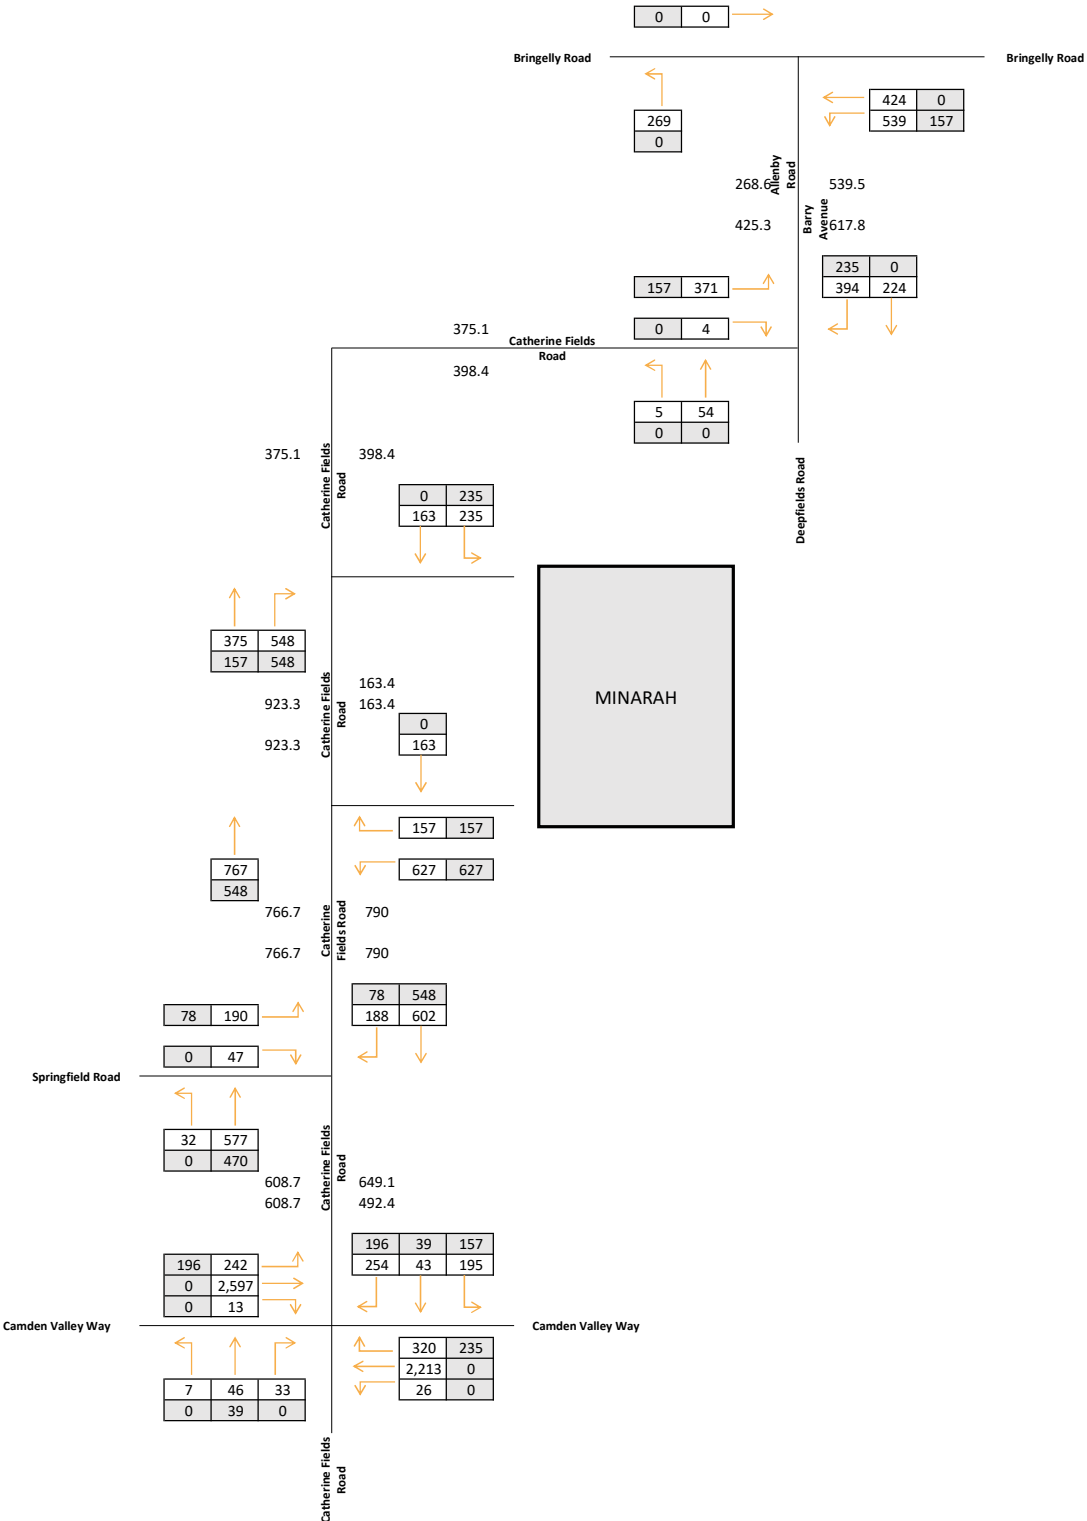 0 0
Bringelly Road Bringelly Road
424 0
269 539 157
0
Allenby
Road
268.6 539.5
Barry
Avenue
425.3 617.8
235 0
157 371 394 224
0 4
375.1
Catherine Fields
Road
398.4
5 54
0 0
Catherine Fields
Road
375.1 398.4
Deepfields Road
0 235
163 235
375 548
157 548
Catherine Fields
Road
163.4
923.3 163.4
MINARAH
0
923.3 163
157 157
767 627 627
548
Catherine
Fields Road
766.7 790
766.7 790
78 548
78 190 188 602
0 47
Springfield Road
32 577
0 470
Catherine Fields
Road
608.7 649.1
608.7 492.4
196 39 157
196 242 254 43 195
0 2,597
0 13
Camden Valley Way Camden Valley Way
320 235
2,213 0
7 46 33 26 0
0 39 0
Catherine Fields
Road